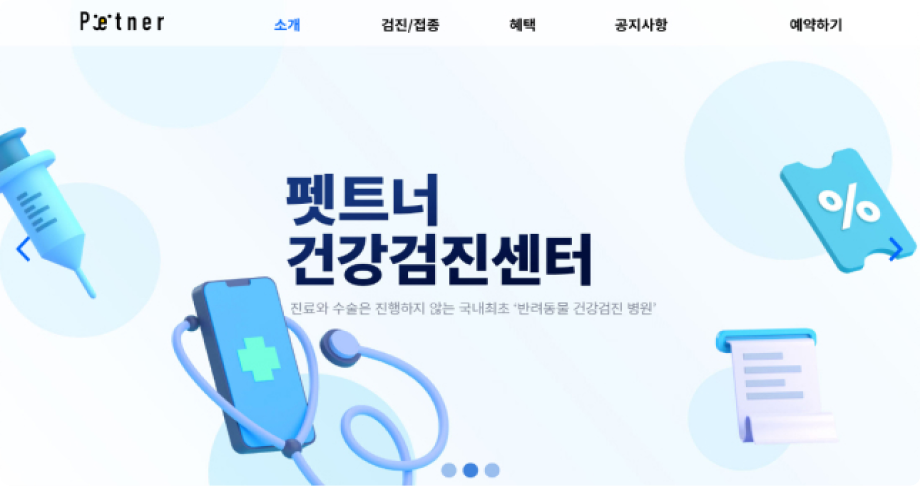 Petner
소개 검진/접종 혜택 공지사항 예약하기
펫트너
건강검진센터
진료와 수술은 진행하지 않는 국내최초 ‘반려동물 건강검진 병원’
%